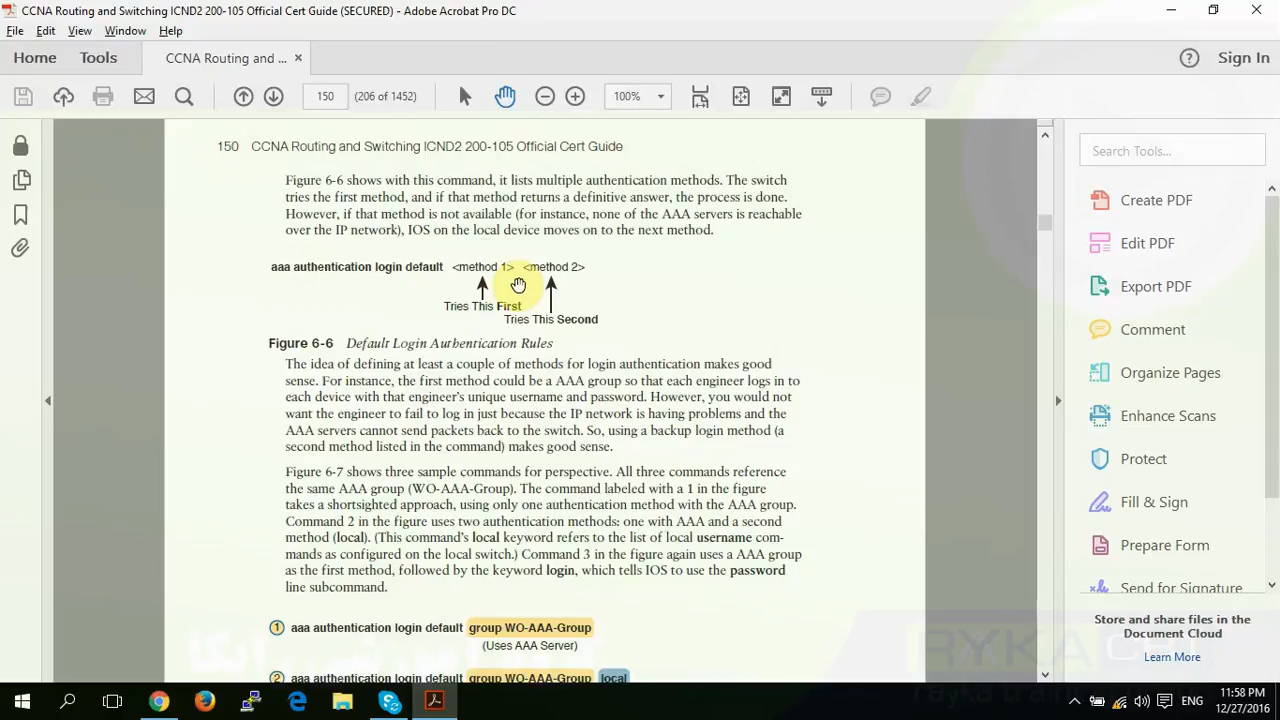 CCNA Routing and Switching ICND2 200-105 Official Cert Guide (SECURED) - Adobe Acrobat Pro DC
File Edit View Window Help
Home Tools CCNA Routing and ... × Sign In
150 (206 of 1452) 100%
150 CCNA Routing and Switching ICND2 200-105 Official Cert Guide
Figure 6-6 shows with this command, it lists multiple authentication methods. The switch
tries the first method, and if that method returns a definitive answer, the process is done.
However, if that method is not available (for instance, none of the AAA servers is reachable
over the IP network), IOS on the local device moves on to the next method.
aaa authentication login default <method 1> <method 2>
Tries This First
Tries This Second
Figure 6-6 Default Login Authentication Rules
The idea of defining at least a couple of methods for login authentication makes good
sense. For instance, the first method could be a AAA group so that each engineer logs in to
each device with that engineer's unique username and password. However, you would not
want the engineer to fail to log in just because the IP network is having problems and the
AAA servers cannot send packets back to the switch. So, using a backup login method (a
second method listed in the command) makes good sense.
Figure 6-7 shows three sample commands for perspective. All three commands reference
the same AAA group (WO-AAA-Group). The command labeled with a 1 in the figure
takes a shortsighted approach, using only one authentication method with the AAA group.
Command 2 in the figure uses two authentication methods: one with AAA and a second
method (local). (This command's local keyword refers to the list of local username com-
mands as configured on the local switch.) Command 3 in the figure again uses a AAA group
as the first method, followed by the keyword login, which tells IOS to use the password
line subcommand.
1 aaa authentication login default group WO-AAA-Group
(Uses AAA Server)
2 aaa authentication login default group WO-AAA-Group local
Search Tools...
Create PDF
Edit PDF
Export PDF
Comment
Organize Pages
Enhance Scans
Protect
Fill & Sign
Prepare Form
Send for Signature
Store and share files in the
Document Cloud
Learn More
ENG
11:58 PM
12/27/2016